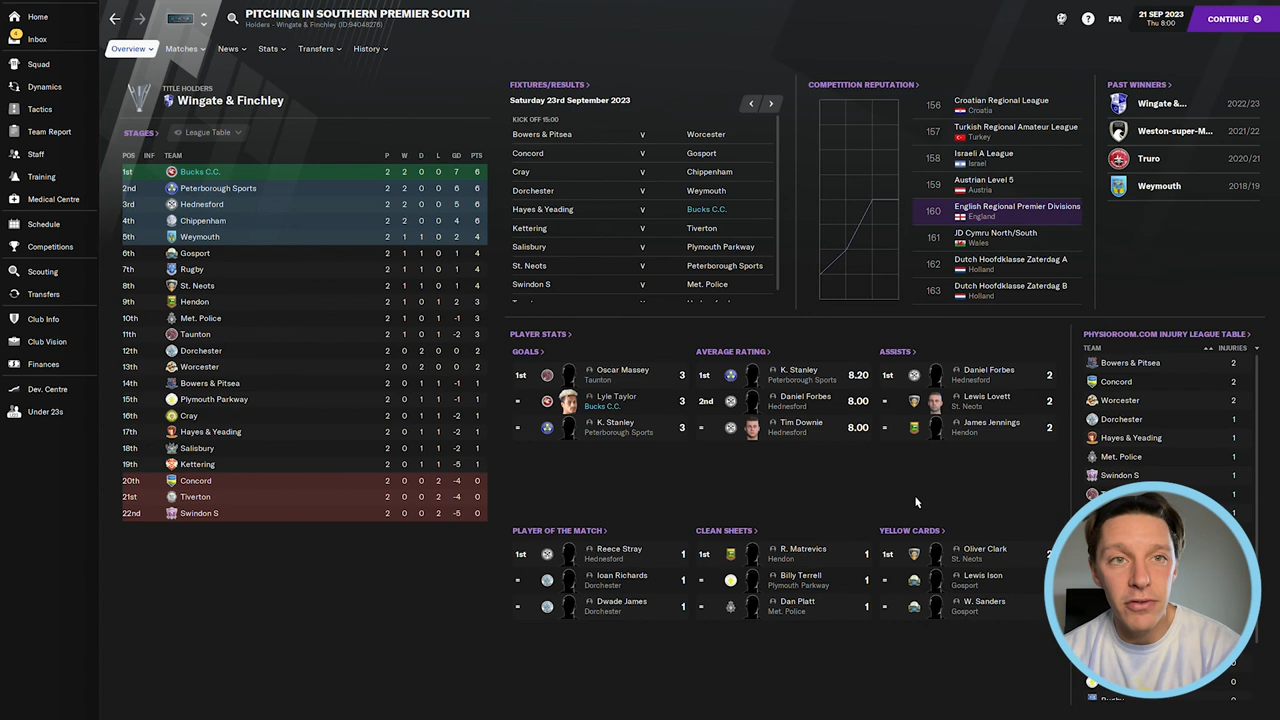 Home
Inbox
4
Squad
Dynamics
Tactics
Team Report
Staff
Training
Medical Centre
Schedule
Competitions
Scouting
Transfers
Club Info
Club Vision
Finances
Dev. Centre
Under 23s
PITCHING IN SOUTHERN PREMIER SOUTH
Holders - Wingate & Finchley (ID:94048276)
FM
21 SEP 2023
Thu 8:00
CONTINUE
Overview
Matches
News
Stats
Transfers
History
TITLE HOLDERS
Wingate & Finchley
STAGES
League Table
POS INF TEAM P W D L GD PTS
1st Bucks C.C. 2 2 0 0 7 6
2nd Peterborough Sports 2 2 0 0 6 6
3rd Hednesford 2 2 0 0 5 6
4th Chippenham 2 2 0 0 4 6
5th Weymouth 2 1 1 0 2 4
6th Gosport 2 1 1 0 1 4
7th Rugby 2 1 1 0 1 4
8th St. Neots 2 1 1 0 1 4
9th Hendon 2 1 0 1 2 3
10th Met. Police 2 1 0 1 -1 3
11th Taunton 2 1 0 1 -2 3
12th Dorchester 2 0 2 0 0 2
13th Worcester 2 0 2 0 0 2
14th Bowers & Pitsea 2 0 1 1 -1 1
15th Plymouth Parkway 2 0 1 1 -1 1
16th Cray 2 0 1 1 -2 1
17th Hayes & Yeading 2 0 1 1 -2 1
18th Salisbury 2 0 1 1 -2 1
19th Kettering 2 0 1 1 -5 1
20th Concord 2 0 0 2 -4 0
21st Tiverton 2 0 0 2 -4 0
22nd Swindon S 2 0 0 2 -5 0
FIXTURES/RESULTS
Saturday 23rd September 2023
KICK OFF 15:00
Bowers & Pitsea v Worcester
Concord v Gosport
Cray v Chippenham
Dorchester v Weymouth
Hayes & Yeading v Bucks C.C.
Kettering v Tiverton
Salisbury v Plymouth Parkway
St. Neots v Peterborough Sports
Swindon S v Met. Police
COMPETITION REPUTATION
156 Croatian Regional League
Croatia
157 Turkish Regional Amateur League
Turkey
158 Israeli A League
Israel
159 Austrian Level 5
Austria
160 English Regional Premier Divisions
England
161 JD Cymru North/South
Wales
162 Dutch Hoofdklasse Zaterdag A
Holland
163 Dutch Hoofdklasse Zaterdag B
Holland
PAST WINNERS
Wingate &... 2022/23
Weston-super-M... 2021/22
Truro 2020/21
Weymouth 2018/19
PLAYER STATS
GOALS
1st Oscar Massey 3
Taunton
= Lyle Taylor 3
Bucks C.C.
= K. Stanley 3
Peterborough Sports
AVERAGE RATING
1st K. Stanley 8.20
Peterborough Sports
2nd Daniel Forbes 8.00
Hednesford
= Tim Downie 8.00
Hednesford
ASSISTS
1st Daniel Forbes 2
Hednesford
= Lewis Lovett 2
St. Neots
= James Jennings 2
Hendon
PLAYER OF THE MATCH
1st Reece Stray 1
Hednesford
= Ioan Richards 1
Dorchester
= Dwade James 1
Dorchester
CLEAN SHEETS
1st R. Matrevics 1
Hendon
= Billy Terrell 1
Plymouth Parkway
= Dan Platt 1
Met. Police
YELLOW CARDS
1st Oliver Clark
St. Neots
= Lewis Ison
Gosport
= W. Sanders
Gosport
PHYSIOROOM.COM INJURY LEAGUE TABLE
TEAM INJURIES
Bowers & Pitsea 2
Concord 2
Worcester 2
Dorchester 1
Hayes & Yeading 1
Met. Police 1
Swindon S 1
1
1
0
0